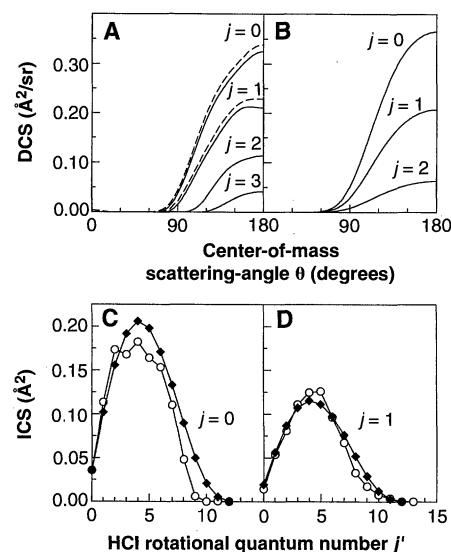 A
B
j = 0
j = 0
j = 1
j = 1
j = 2
j = 2
j = 3
DCS (Å²/sr)
0.30
0.20
0.10
0.00
0
90
180
90
180
Center-of-mass
scattering-angle θ (degrees)
C
D
j = 0
j = 1
ICS (Å²)
0.20
0.15
0.10
0.05
0.00
0
5
10
0
5
10
15
HCl rotational quantum number j'